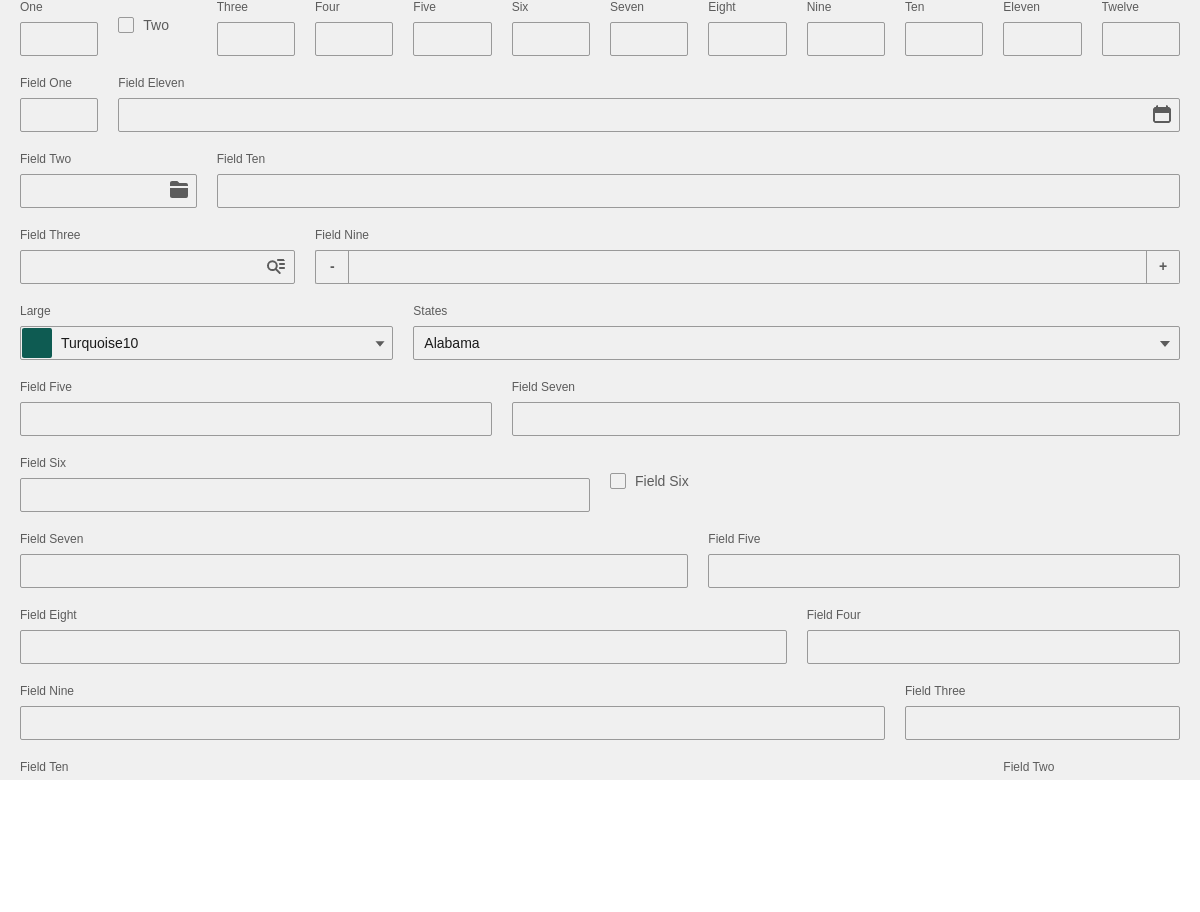 One Two Three Four Five Six Seven Eight Nine Ten Eleven Twelve
Field One Field Eleven
Field Two Field Ten
Field Three Field Nine
- +
Large States
Turquoise10 Alabama
Field Five Field Seven
Field Six Field Six
Field Seven Field Five
Field Eight Field Four
Field Nine Field Three
Field Ten Field Two